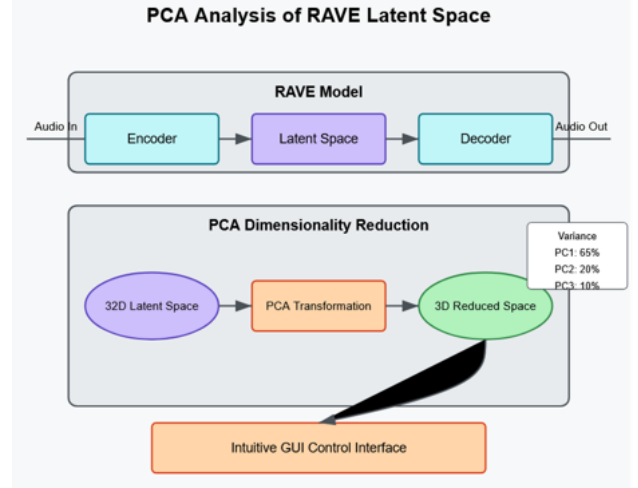 PCA Analysis of RAVE Latent Space
RAVE Model
Audio In
Encoder
Latent Space
Decoder
Audio Out
PCA Dimensionality Reduction
Variance
PC1: 65%
PC2: 20%
PC3: 10%
32D Latent Space
PCA Transformation
3D Reduced Space
Intuitive GUI Control Interface